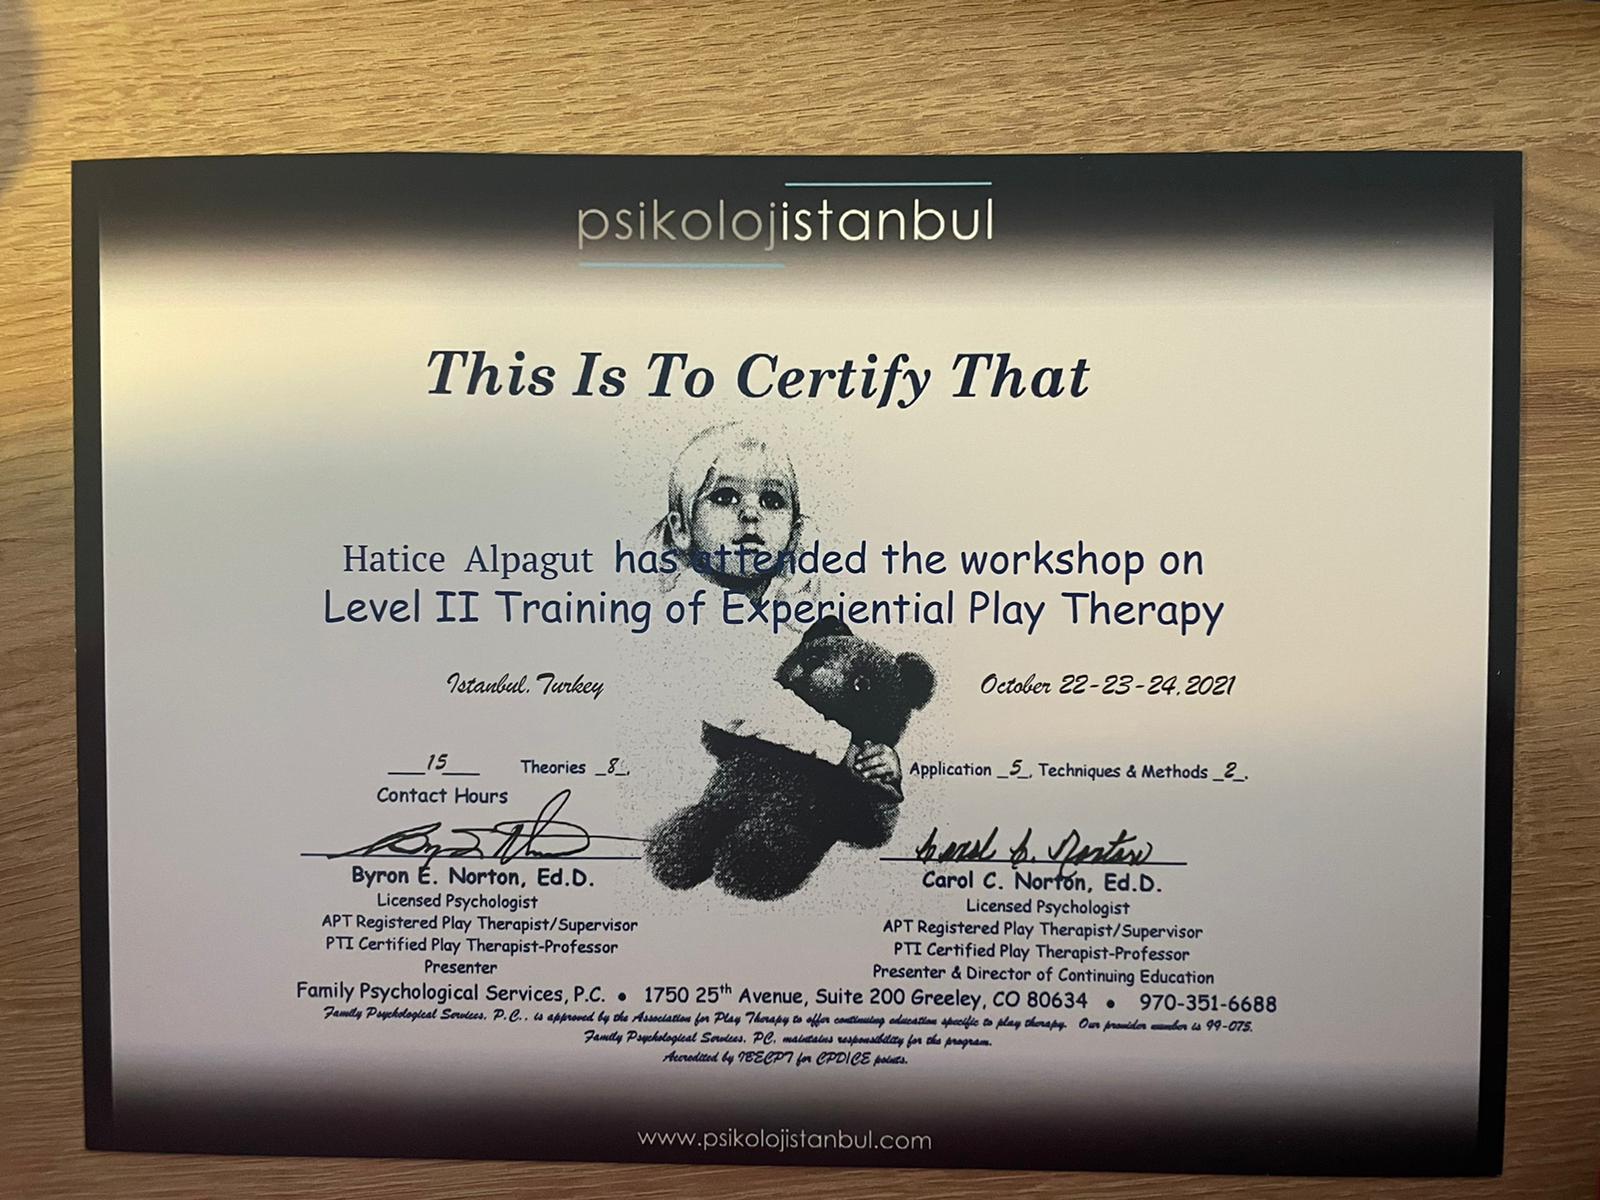 psikolojistanbul
This Is To Certify That
Hatice Alpagut has attended the workshop on
Level II Training of Experiential Play Therapy
Istanbul, Turkey
October 22-23-24, 2021
15 Theories 8, Application 5, Techniques & Methods 2.
Contact Hours
Byron E. Norton, Ed.D.
Licensed Psychologist
APT Registered Play Therapist/Supervisor
PTI Certified Play Therapist-Professor
Presenter
Carol C. Norton, Ed.D.
Licensed Psychologist
APT Registered Play Therapist/Supervisor
PTI Certified Play Therapist-Professor
Presenter & Director of Continuing Education
Family Psychological Services, P.C. • 1750 25th Avenue, Suite 200 Greeley, CO 80634 • 970-351-6688
Family Psychological Services, P.C., is approved by the Association for Play Therapy to offer continuing education specific to play therapy. Our provider number is 99-075.
Family Psychological Services, PC, maintains responsibility for the program.
Accredited by IBECPT for CPD/CE points.
www.psikolojistanbul.com